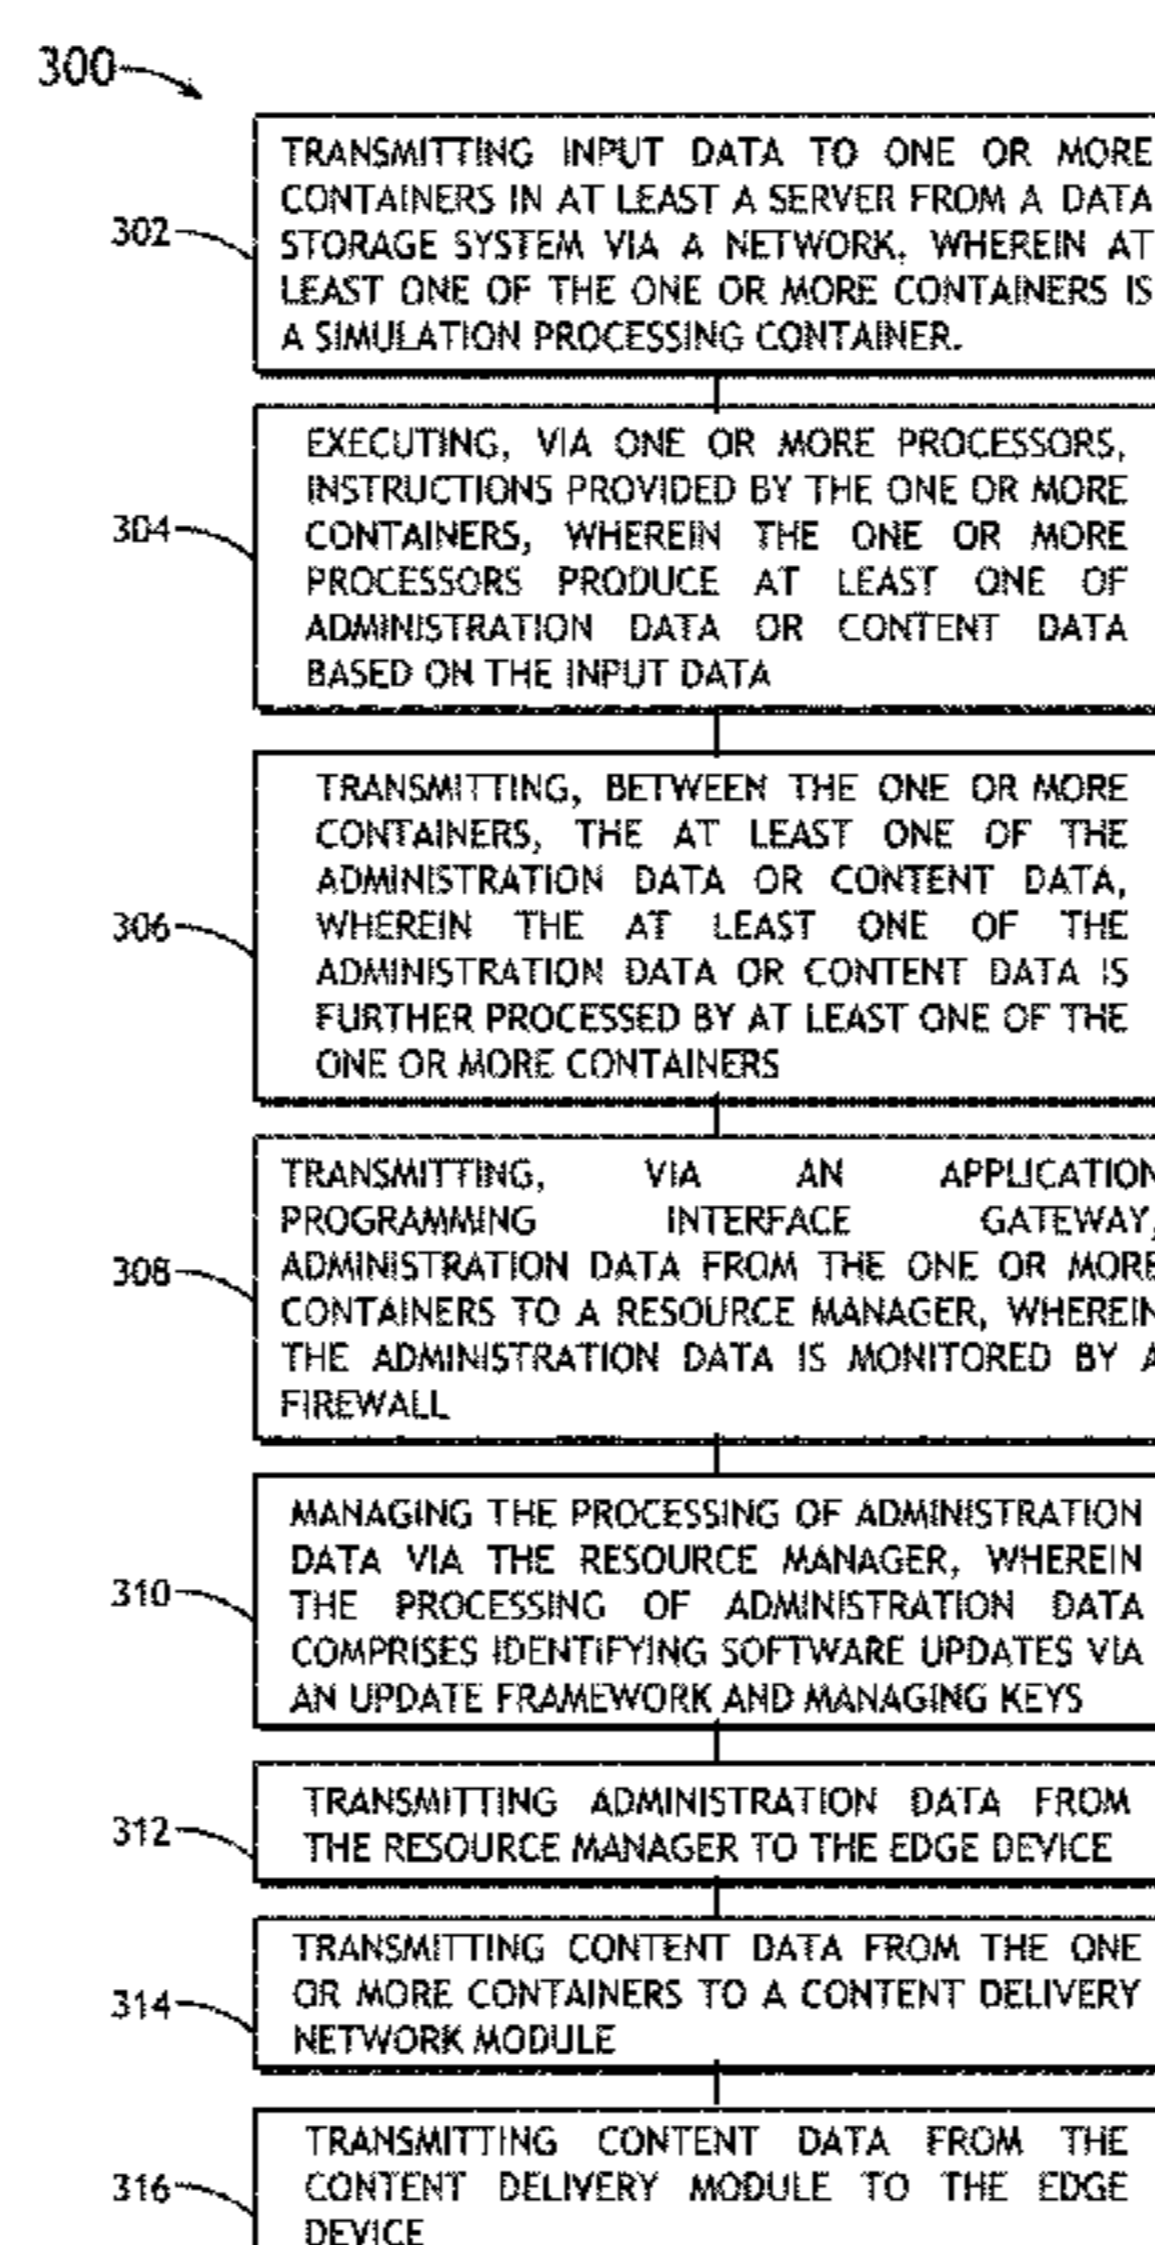 300
302
TRANSMITTING INPUT DATA TO ONE OR MORE
CONTAINERS IN AT LEAST A SERVER FROM A DATA
STORAGE SYSTEM VIA A NETWORK, WHEREIN AT
LEAST ONE OF THE ONE OR MORE CONTAINERS IS
A SIMULATION PROCESSING CONTAINER.
304
EXECUTING, VIA ONE OR MORE PROCESSORS,
INSTRUCTIONS PROVIDED BY THE ONE OR MORE
CONTAINERS, WHEREIN THE ONE OR MORE
PROCESSORS PRODUCE AT LEAST ONE OF
ADMINISTRATION DATA OR CONTENT DATA
BASED ON THE INPUT DATA
306
TRANSMITTING, BETWEEN THE ONE OR MORE
CONTAINERS, THE AT LEAST ONE OF THE
ADMINISTRATION DATA OR CONTENT DATA,
WHEREIN THE AT LEAST ONE OF THE
ADMINISTRATION DATA OR CONTENT DATA IS
FURTHER PROCESSED BY AT LEAST ONE OF THE
ONE OR MORE CONTAINERS
308
TRANSMITTING, VIA AN APPLICATION
PROGRAMMING INTERFACE GATEWAY,
ADMINISTRATION DATA FROM THE ONE OR MORE
CONTAINERS TO A RESOURCE MANAGER, WHEREIN
THE ADMINISTRATION DATA IS MONITORED BY A
FIREWALL
310
MANAGING THE PROCESSING OF ADMINISTRATION
DATA VIA THE RESOURCE MANAGER, WHEREIN
THE PROCESSING OF ADMINISTRATION DATA
COMPRISES IDENTIFYING SOFTWARE UPDATES VIA
AN UPDATE FRAMEWORK AND MANAGING KEYS
312
TRANSMITTING ADMINISTRATION DATA FROM
THE RESOURCE MANAGER TO THE EDGE DEVICE
314
TRANSMITTING CONTENT DATA FROM THE ONE
OR MORE CONTAINERS TO A CONTENT DELIVERY
NETWORK MODULE
316
TRANSMITTING CONTENT DATA FROM THE
CONTENT DELIVERY MODULE TO THE EDGE
DEVICE